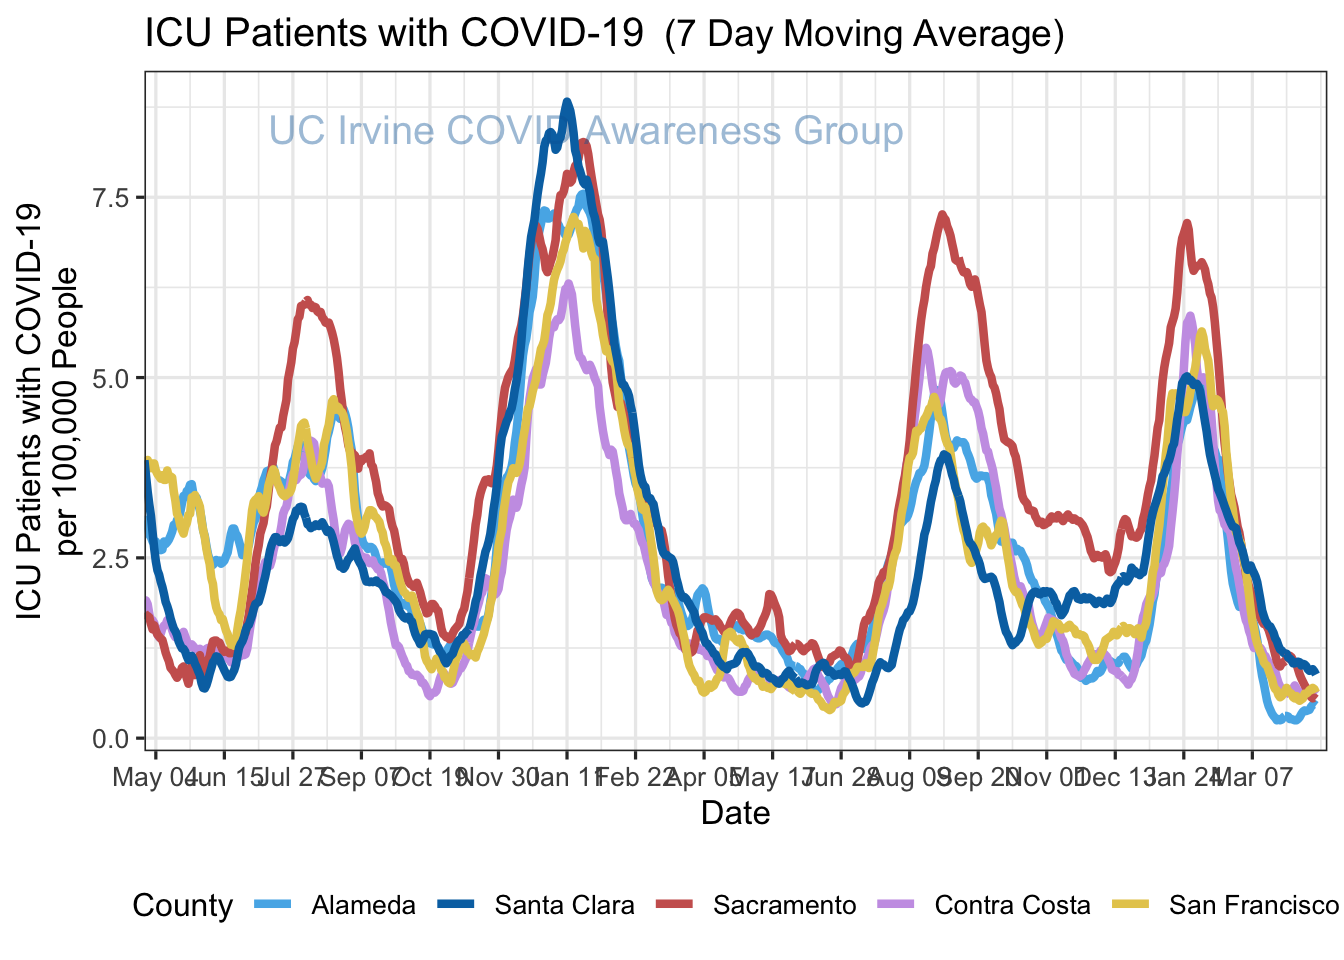 ICU Patients with COVID-19 (7 Day Moving Average)
UC Irvine COVID Awareness Group
ICU Patients with COVID-19
per 100,000 People
7.5
5.0
2.5
0.0
May 04 Jun 15 Jul 27 Sep 07 Oct 19 Nov 30 Jan 11 Feb 22 Apr 05 May 17 Jun 28 Aug 09 Sep 20 Nov 01 Dec 13 Jan 24 Mar 07
Date
County Alameda Santa Clara Sacramento Contra Costa San Francisco